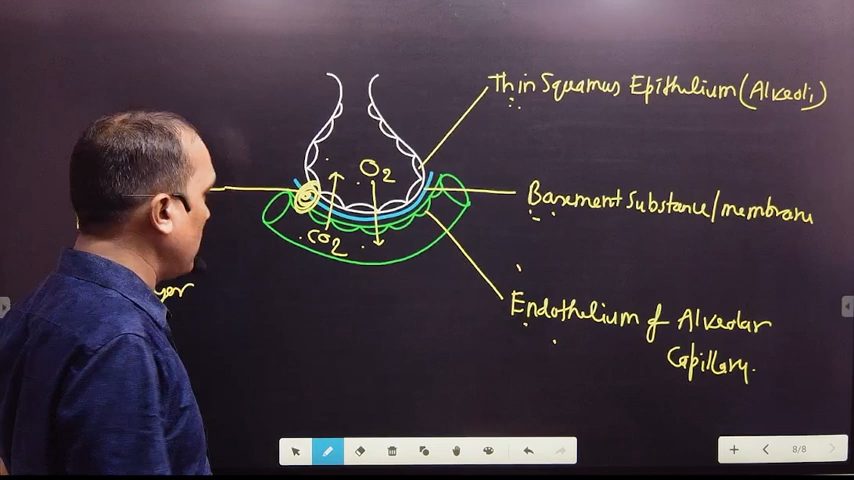 Thin Squamus Epithelium (Alveoli)
O2
Basement Substance/membrane
CO2
Endothelium of Alveolar
Capillary.
8/8